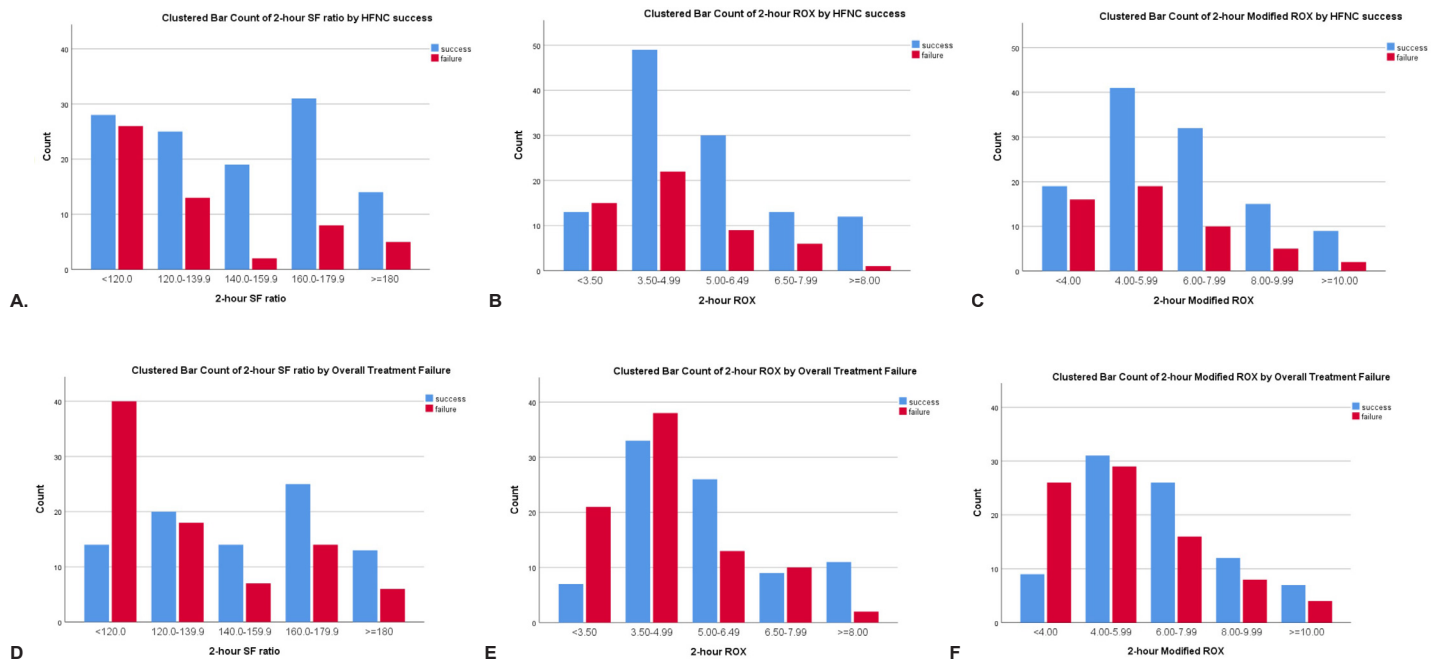 Clustered Bar Count of 2-hour SF ratio by HFNC success
success
failure
40
30
20
10
0
Count
<120.0 120.0-139.9 140.0-159.9 160.0-179.9 >=180
2-hour SF ratio
A.
Clustered Bar Count of 2-hour ROX by HFNC success
success
failure
50
40
30
20
10
0
Count
<3.50 3.50-4.99 5.00-6.49 6.50-7.99 >=8.00
2-hour ROX
B
Clustered Bar Count of 2-hour Modified ROX by HFNC success
success
failure
50
40
30
20
10
0
Count
<4.00 4.00-5.99 6.00-7.99 8.00-9.99 >=10.00
2-hour Modified ROX
C
Clustered Bar Count of 2-hour SF ratio by Overall Treatment Failure
success
failure
40
30
20
10
0
Count
<120.0 120.0-139.9 140.0-159.9 160.0-179.9 >=180
2-hour SF ratio
D
Clustered Bar Count of 2-hour ROX by Overall Treatment Failure
success
failure
40
30
20
10
0
Count
<3.50 3.50-4.99 5.00-6.49 6.50-7.99 >=8.00
2-hour ROX
E
Clustered Bar Count of 2-hour Modified ROX by Overall Treatment Failure
success
failure
40
30
20
10
0
Count
<4.00 4.00-5.99 6.00-7.99 8.00-9.99 >=10.00
2-hour Modified ROX
F